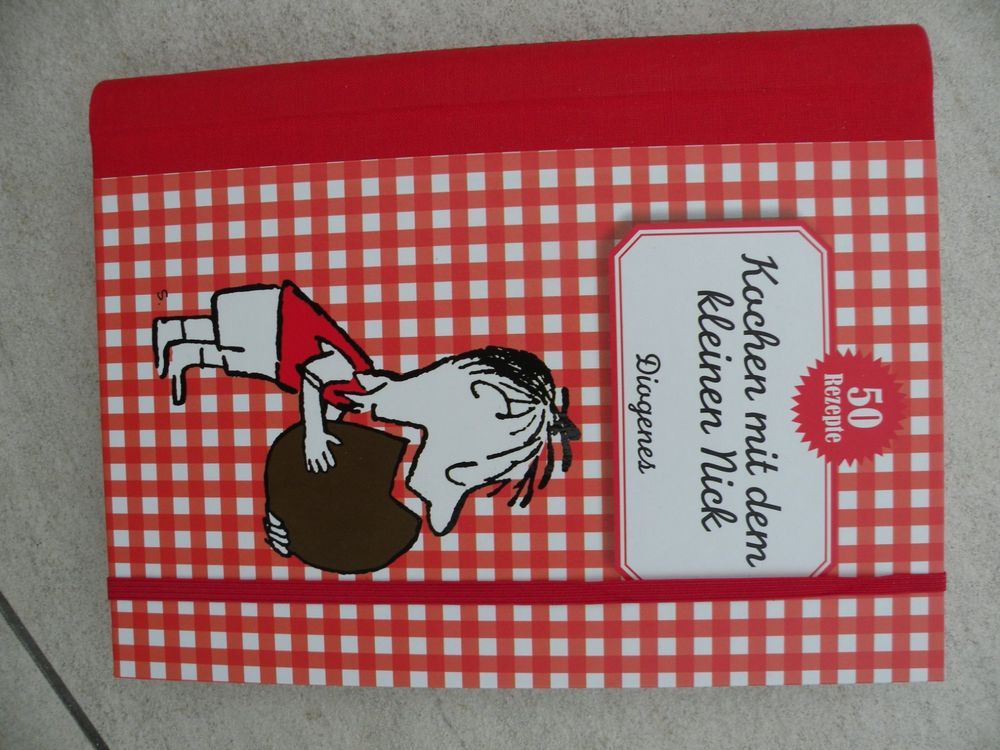 50
Rezepte
Kochen mit dem
kleinen Nick
Diogenes
S.